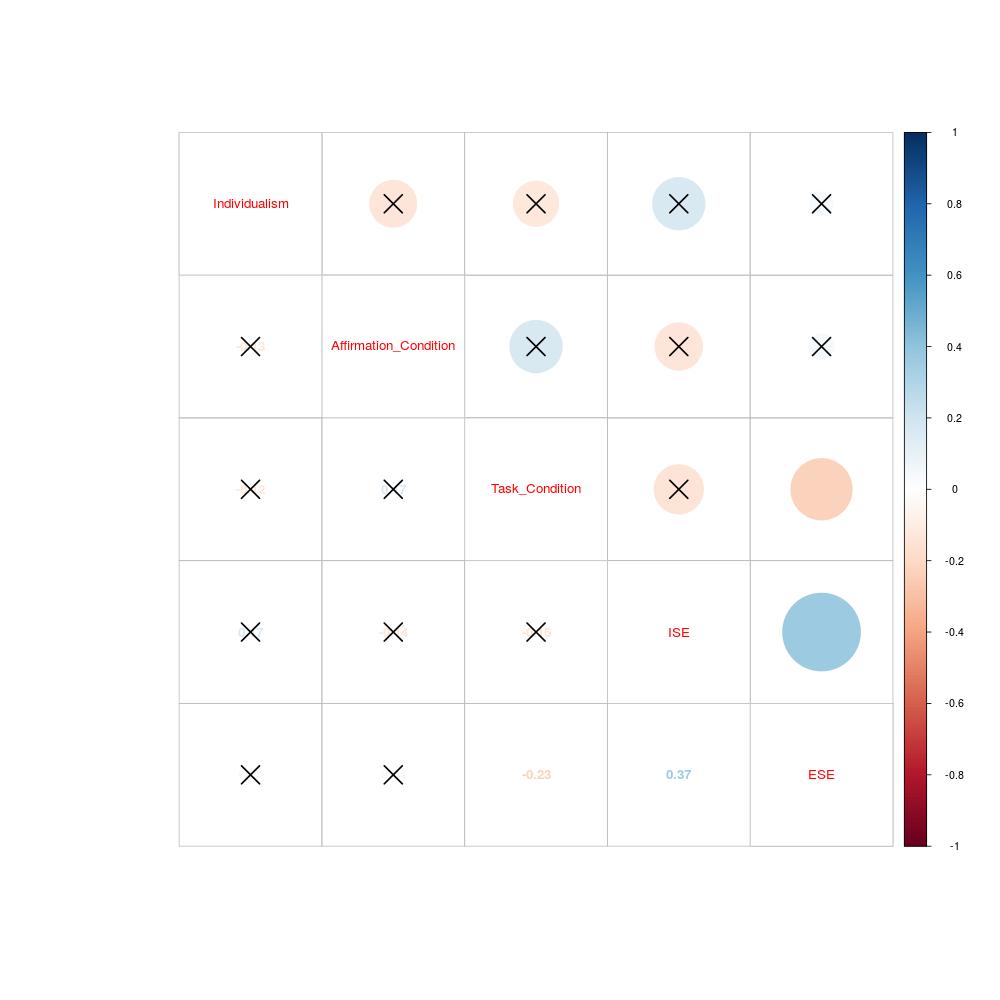 Individualism
Affirmation_Condition
Task_Condition
ISE
-0.23
0.37
ESE
1
0.8
0.6
0.4
0.2
0
-0.2
-0.4
-0.6
-0.8
-1